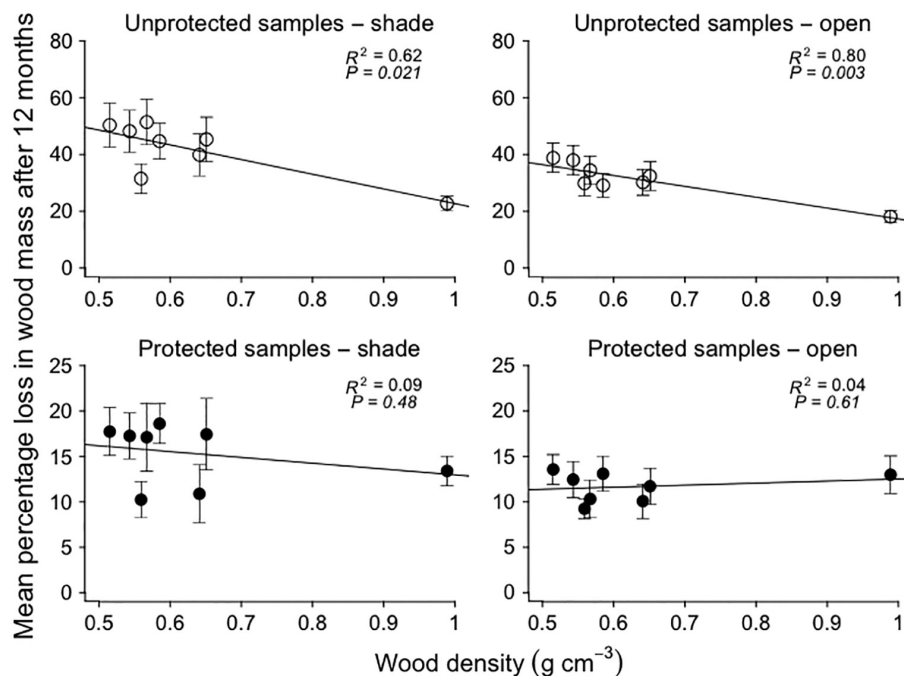 Mean percentage loss in wood mass after 12 months
Unprotected samples – shade
R² = 0.62
P = 0.021
80
60
40
20
0
0.5 0.6 0.7 0.8 0.9 1
Unprotected samples – open
R² = 0.80
P = 0.003
80
60
40
20
0
0.5 0.6 0.7 0.8 0.9 1
Protected samples – shade
R² = 0.09
P = 0.48
25
20
15
10
5
0
0.5 0.6 0.7 0.8 0.9 1
Protected samples – open
R² = 0.04
P = 0.61
25
20
15
10
5
0
0.5 0.6 0.7 0.8 0.9 1
Wood density (g cm⁻³)